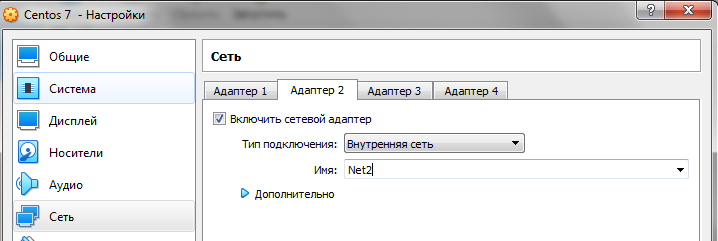 Centos 7 - Настройки
Общие
Система
Дисплей
Носители
Аудио
Сеть
Сеть
Адаптер 1
Адаптер 2
Адаптер 3
Адаптер 4
Включить сетевой адаптер
Тип подключения: Внутренняя сеть
Имя: Net2
Дополнительно